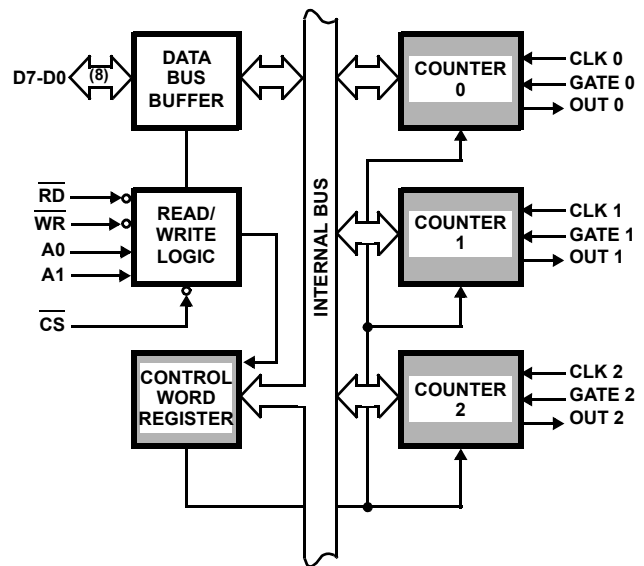 D7-D0
(8)
DATA
BUS
BUFFER
RD
WR
A0
A1
CS
READ/
WRITE
LOGIC
CONTROL
WORD
REGISTER
INTERNAL BUS
COUNTER
0
CLK 0
GATE 0
OUT 0
COUNTER
1
CLK 1
GATE 1
OUT 1
COUNTER
2
CLK 2
GATE 2
OUT 2